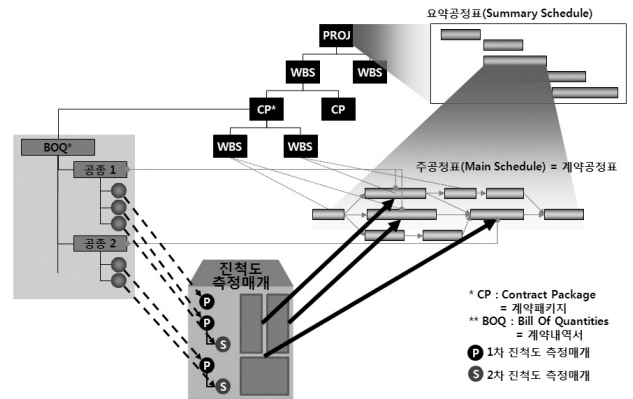 요약공정표(Summary Schedule)
PROJ
WBS
WBS
CP*
CP
WBS
WBS
BOQ*
공종 1
공종 2
주공정표(Main Schedule) = 계약공정표
진척도
측정매개
P
P
S
P
S
* CP : Contract Package
= 계약패키지
** BOQ : Bill Of Quantities
= 계약내역서
P 1차 진척도 측정매개
S 2차 진척도 측정매개